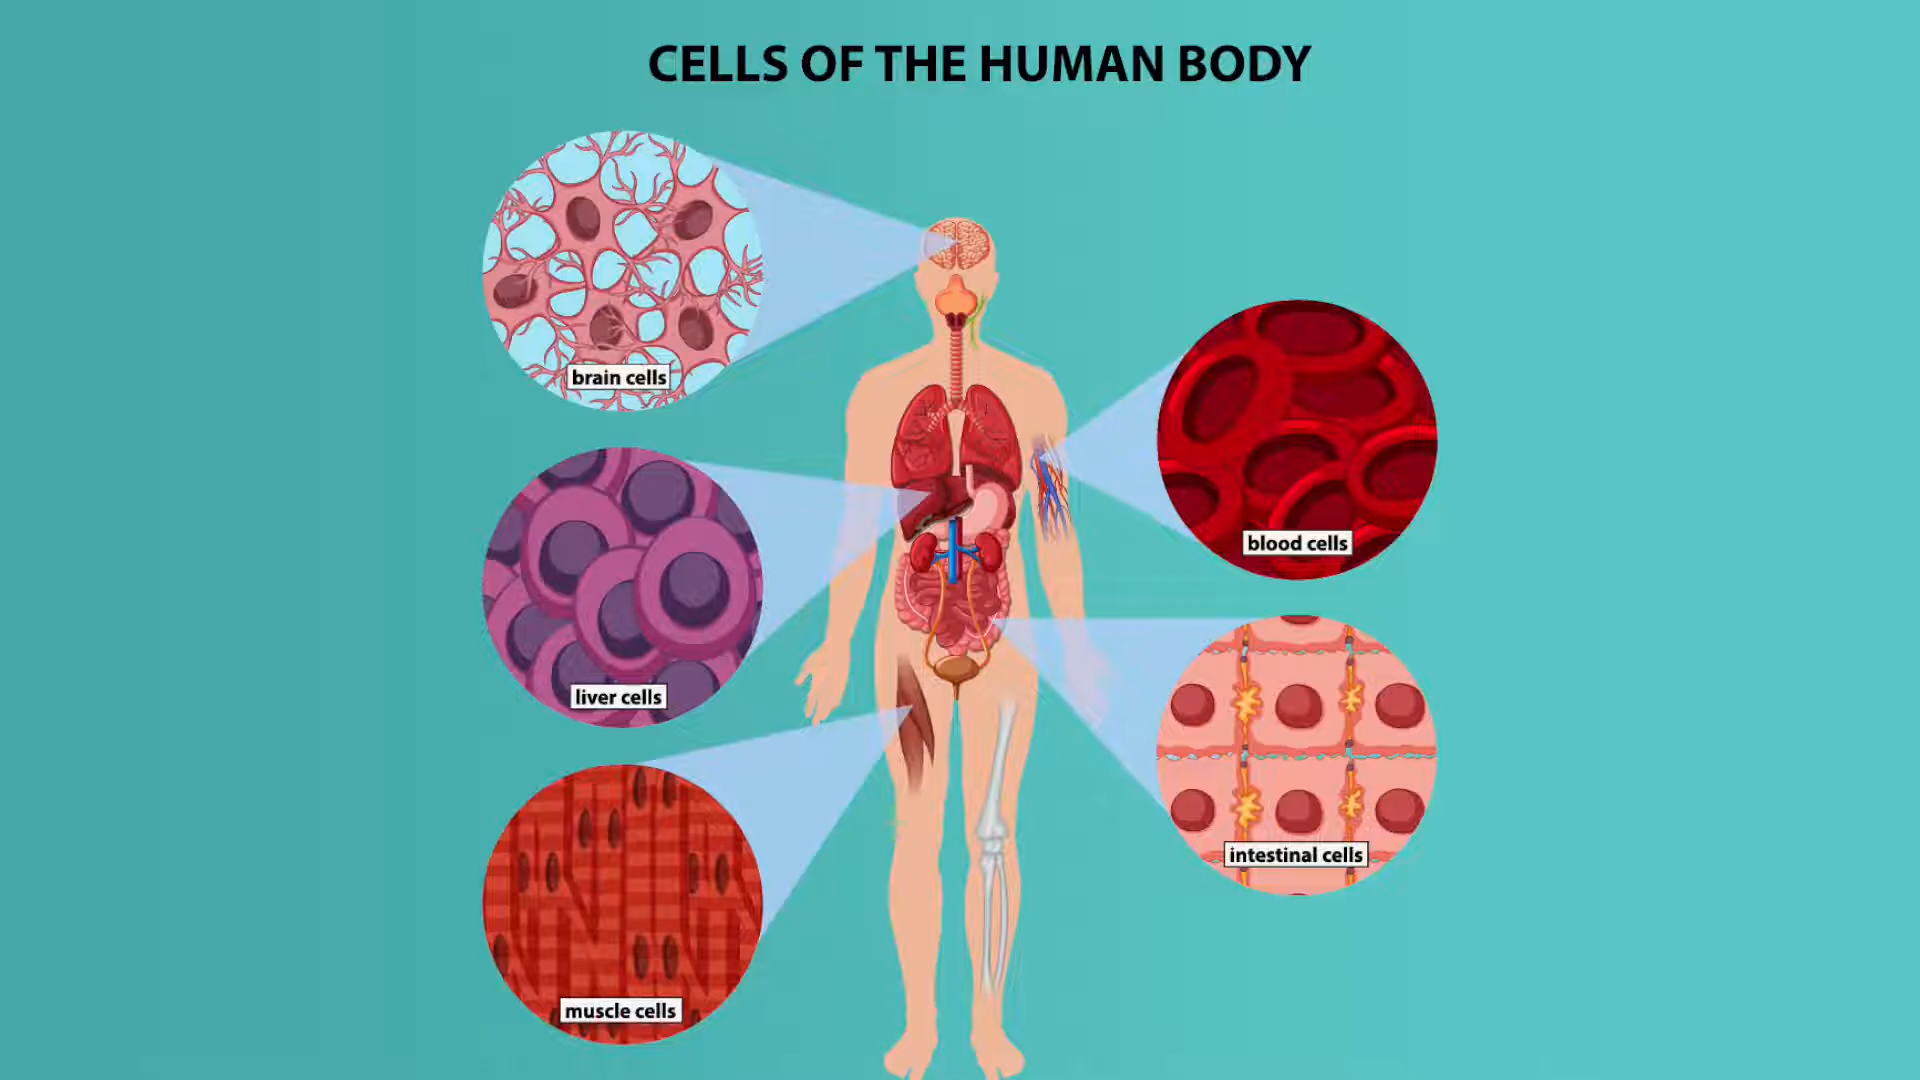 CELLS OF THE HUMAN BODY
brain cells
blood cells
liver cells
intestinal cells
muscle cells